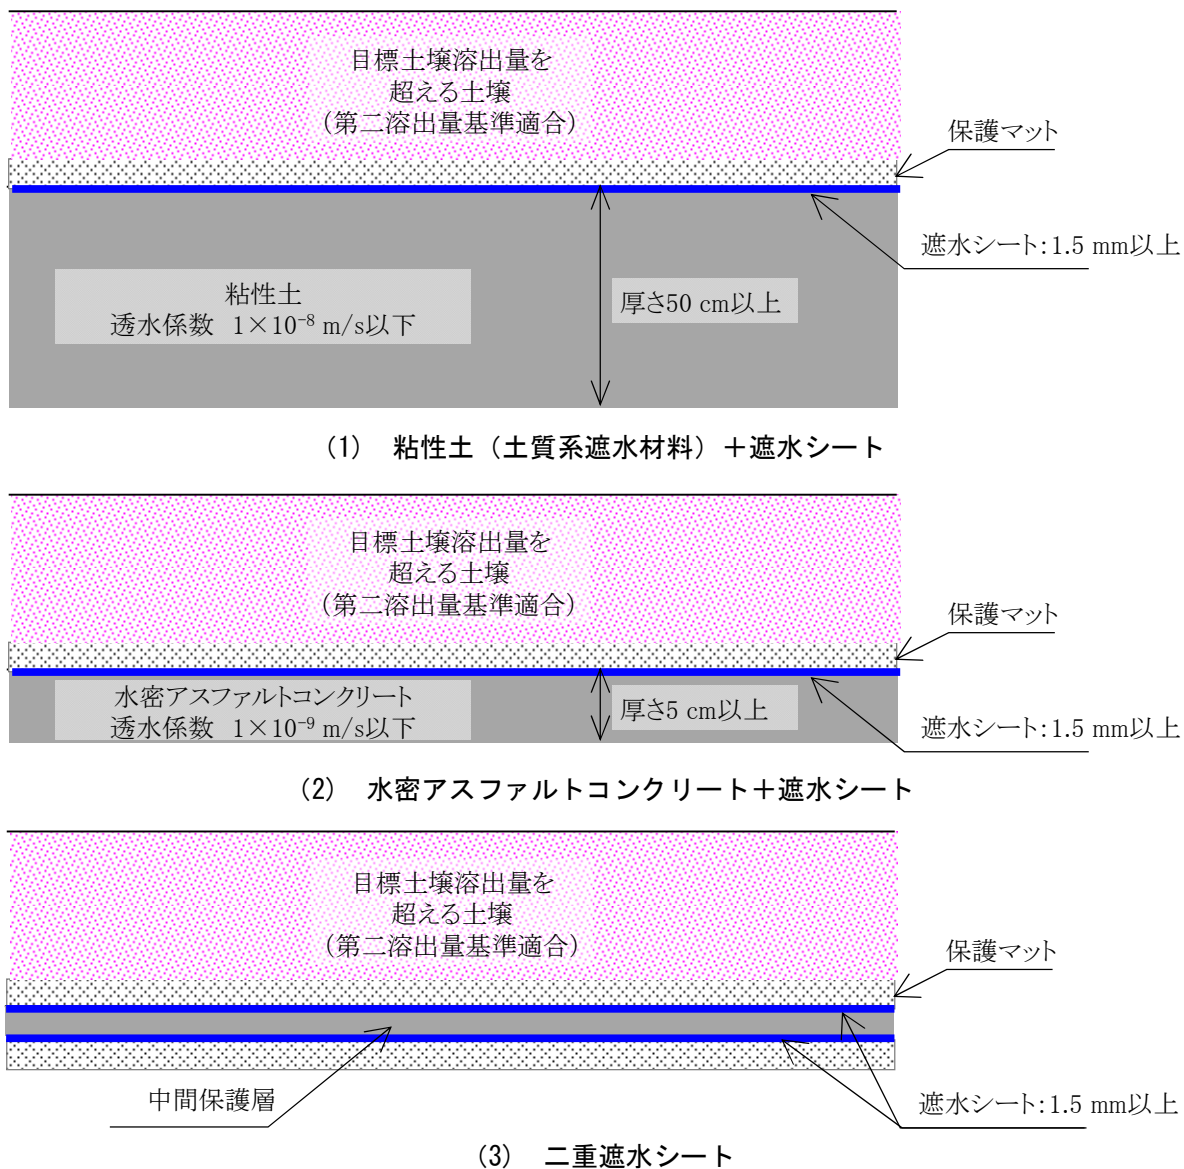 目標土壌溶出量を
超える土壌
(第二溶出量基準適合)
保護マット
遮水シート:1.5 mm以上
粘性土
透水係数 1×10⁻⁸ m/s以下
厚さ50 cm以上
(1) 粘性土（土質系遮水材料）＋遮水シート
目標土壌溶出量を
超える土壌
(第二溶出量基準適合)
保護マット
水密アスファルトコンクリート
透水係数 1×10⁻⁹ m/s以下
厚さ5 cm以上
遮水シート:1.5 mm以上
(2) 水密アスファルトコンクリート＋遮水シート
目標土壌溶出量を
超える土壌
(第二溶出量基準適合)
保護マット
中間保護層
遮水シート:1.5 mm以上
(3) 二重遮水シート